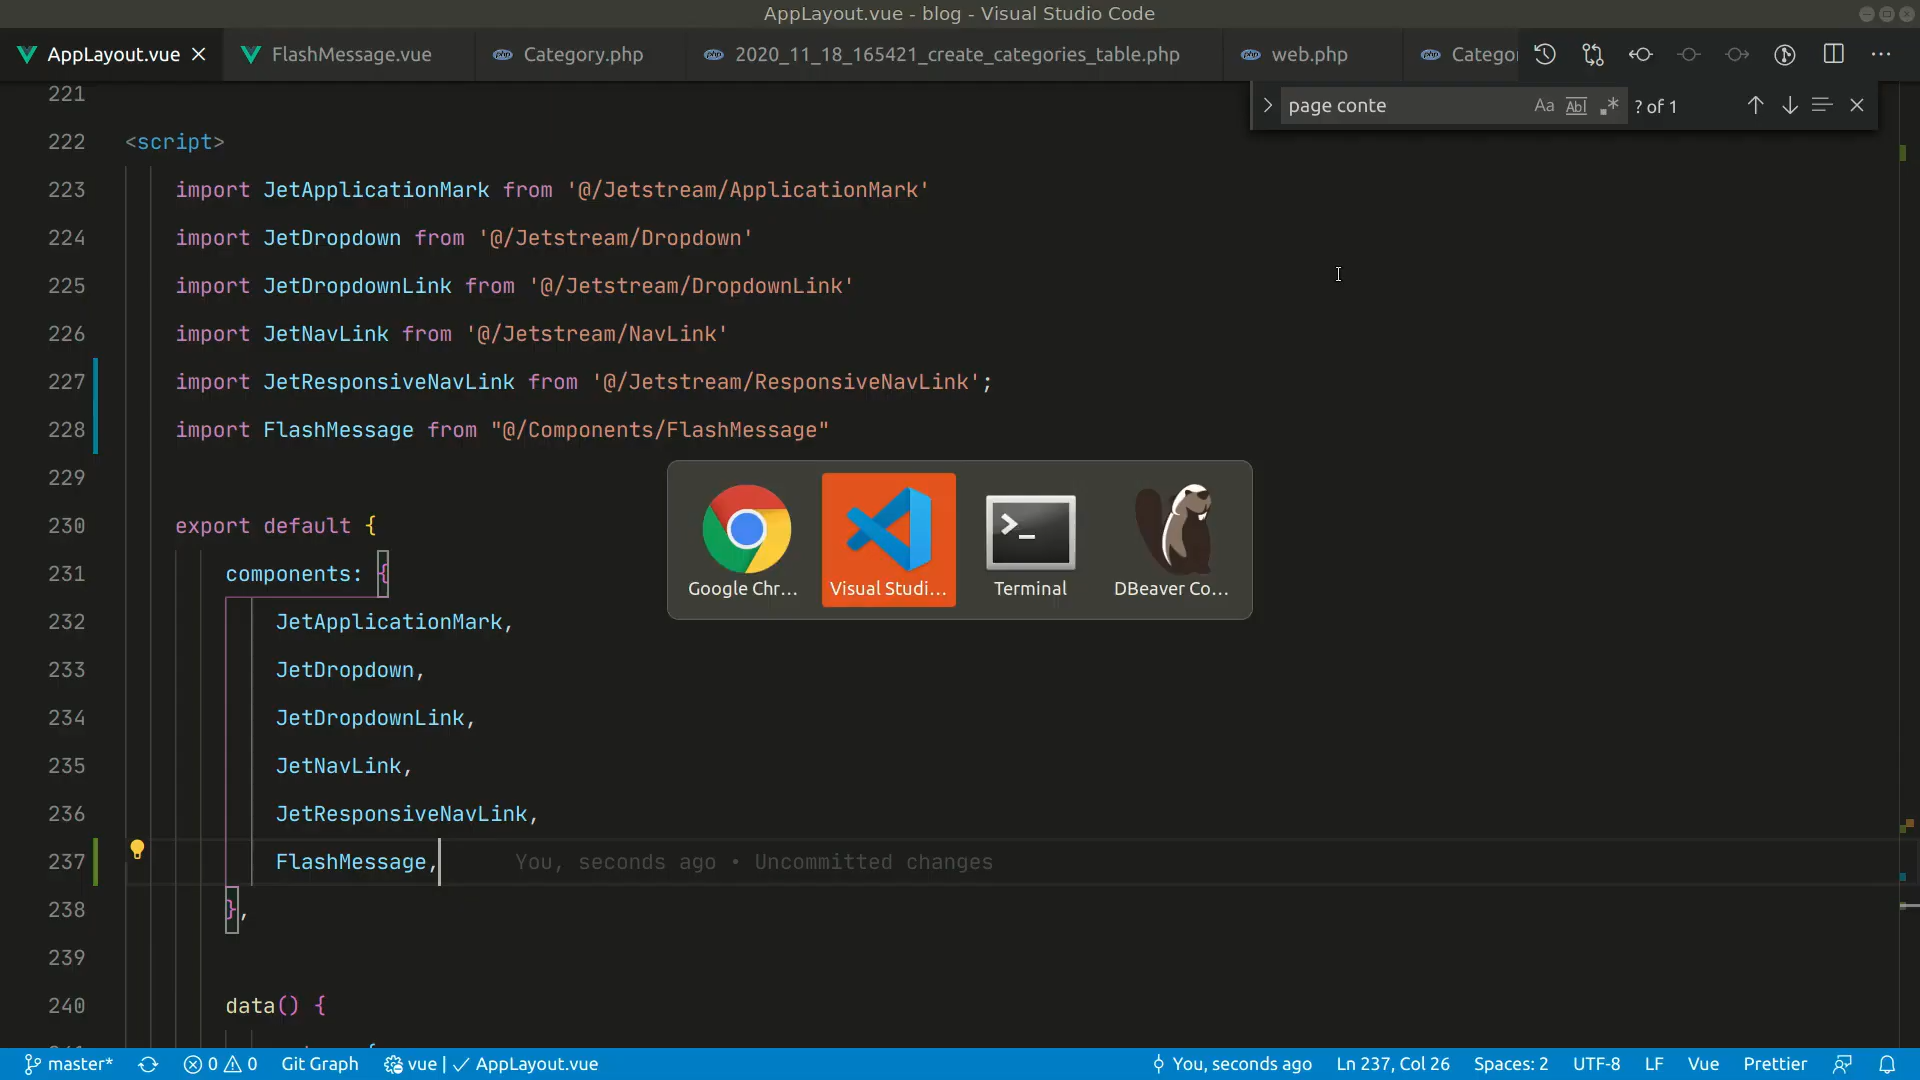 AppLayout.vue - blog - Visual Studio Code
AppLayout.vue FlashMessage.vue Category.php 2020_11_18_165421_create_categories_table.php web.php Catego
page conte Aa Abl .* ? of 1
221
222 <script>
223 import JetApplicationMark from '@/Jetstream/ApplicationMark'
224 import JetDropdown from '@/Jetstream/Dropdown'
225 import JetDropdownLink from '@/Jetstream/DropdownLink'
226 import JetNavLink from '@/Jetstream/NavLink'
227 import JetResponsiveNavLink from '@/Jetstream/ResponsiveNavLink';
228 import FlashMessage from "@/Components/FlashMessage"
229
230 export default {
231 components: {
232 JetApplicationMark,
233 JetDropdown,
234 JetDropdownLink,
235 JetNavLink,
236 JetResponsiveNavLink,
237 FlashMessage, You, seconds ago • Uncommitted changes
238 },
239
240 data() {
Google Chr... Visual Studi... Terminal DBeaver Co...
master* 0 0 Git Graph vue | ✓ AppLayout.vue You, seconds ago Ln 237, Col 26 Spaces: 2 UTF-8 LF Vue Prettier